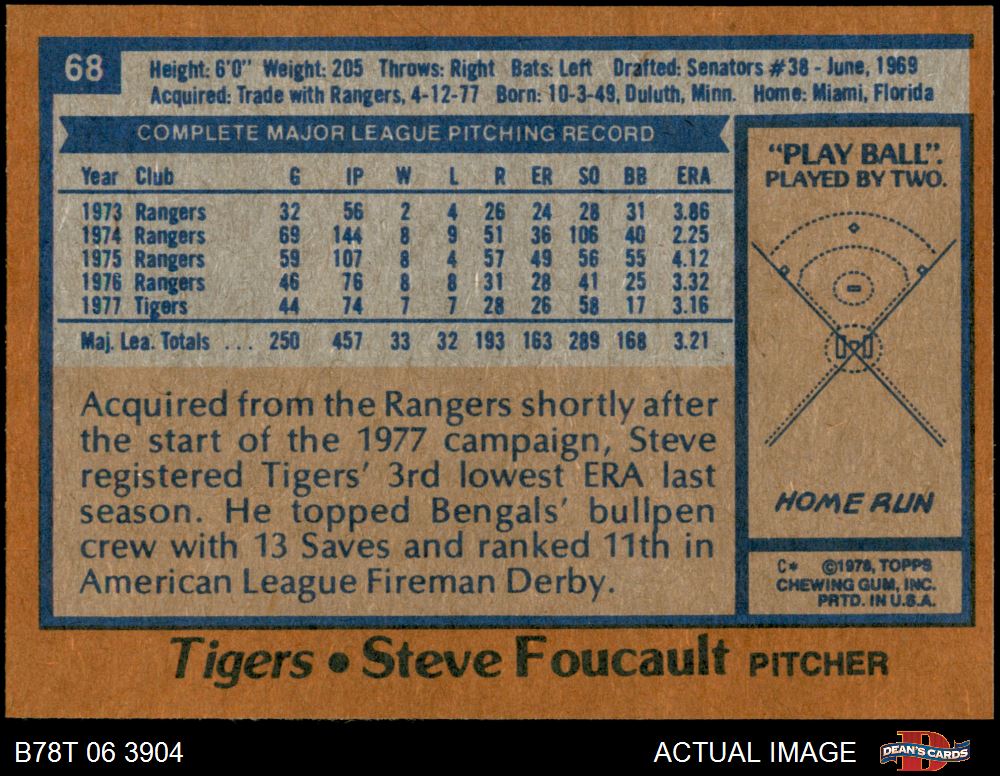 68
Height: 6'0" Weight: 205 Throws: Right Bats: Left Drafted: Senators #38 - June, 1969
Acquired: Trade with Rangers, 4-12-77 Born: 10-3-49, Duluth, Minn. Home: Miami, Florida
COMPLETE MAJOR LEAGUE PITCHING RECORD
Year Club G IP W L R ER SO BB ERA
1973 Rangers 32 56 2 4 26 24 28 31 3.86
1974 Rangers 69 144 8 9 51 36 106 40 2.25
1975 Rangers 59 107 8 4 57 49 56 55 4.12
1976 Rangers 46 76 8 8 31 28 41 25 3.32
1977 Tigers 44 74 7 7 28 26 58 17 3.16
Maj. Lea. Totals ... 250 457 33 32 193 163 289 168 3.21
Acquired from the Rangers shortly after
the start of the 1977 campaign, Steve
registered Tigers' 3rd lowest ERA last
season. He topped Bengals' bullpen
crew with 13 Saves and ranked 11th in
American League Fireman Derby.
"PLAY BALL".
PLAYED BY TWO.
HOME RUN
C* ©1978, TOPPS
CHEWING GUM, INC.
PRTD. IN U.S.A.
Tigers • Steve Foucault PITCHER
B78T 06 3904
ACTUAL IMAGE
D
DEAN'S CARDS